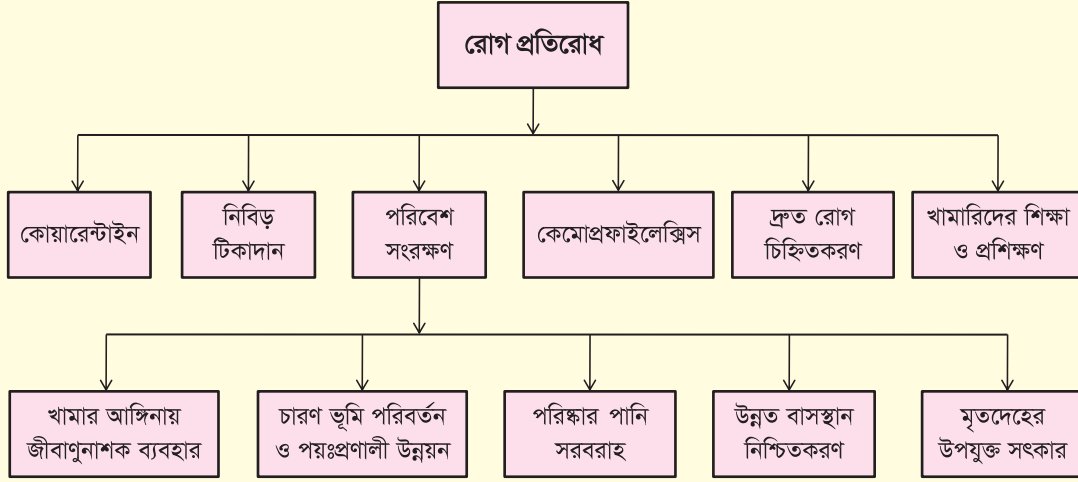 রোগ প্রতিরোধ
কোয়ারেন্টাইন
নিবিড়
টিকাদান
পরিবেশ
সংরক্ষণ
কেমোপ্রফাইলেক্সিস
দ্রুত রোগ
চিহ্নিতকরণ
খামারিদের শিক্ষা
ও প্রশিক্ষণ
খামার আঙ্গিনায়
জীবাণুনাশক ব্যবহার
চারণ ভূমি পরিবর্তন
ও পয়ঃপ্রণালী উন্নয়ন
পরিষ্কার পানি
সরবরাহ
উন্নত বাসস্থান
নিশ্চিতকরণ
মৃতদেহের
উপযুক্ত সৎকার